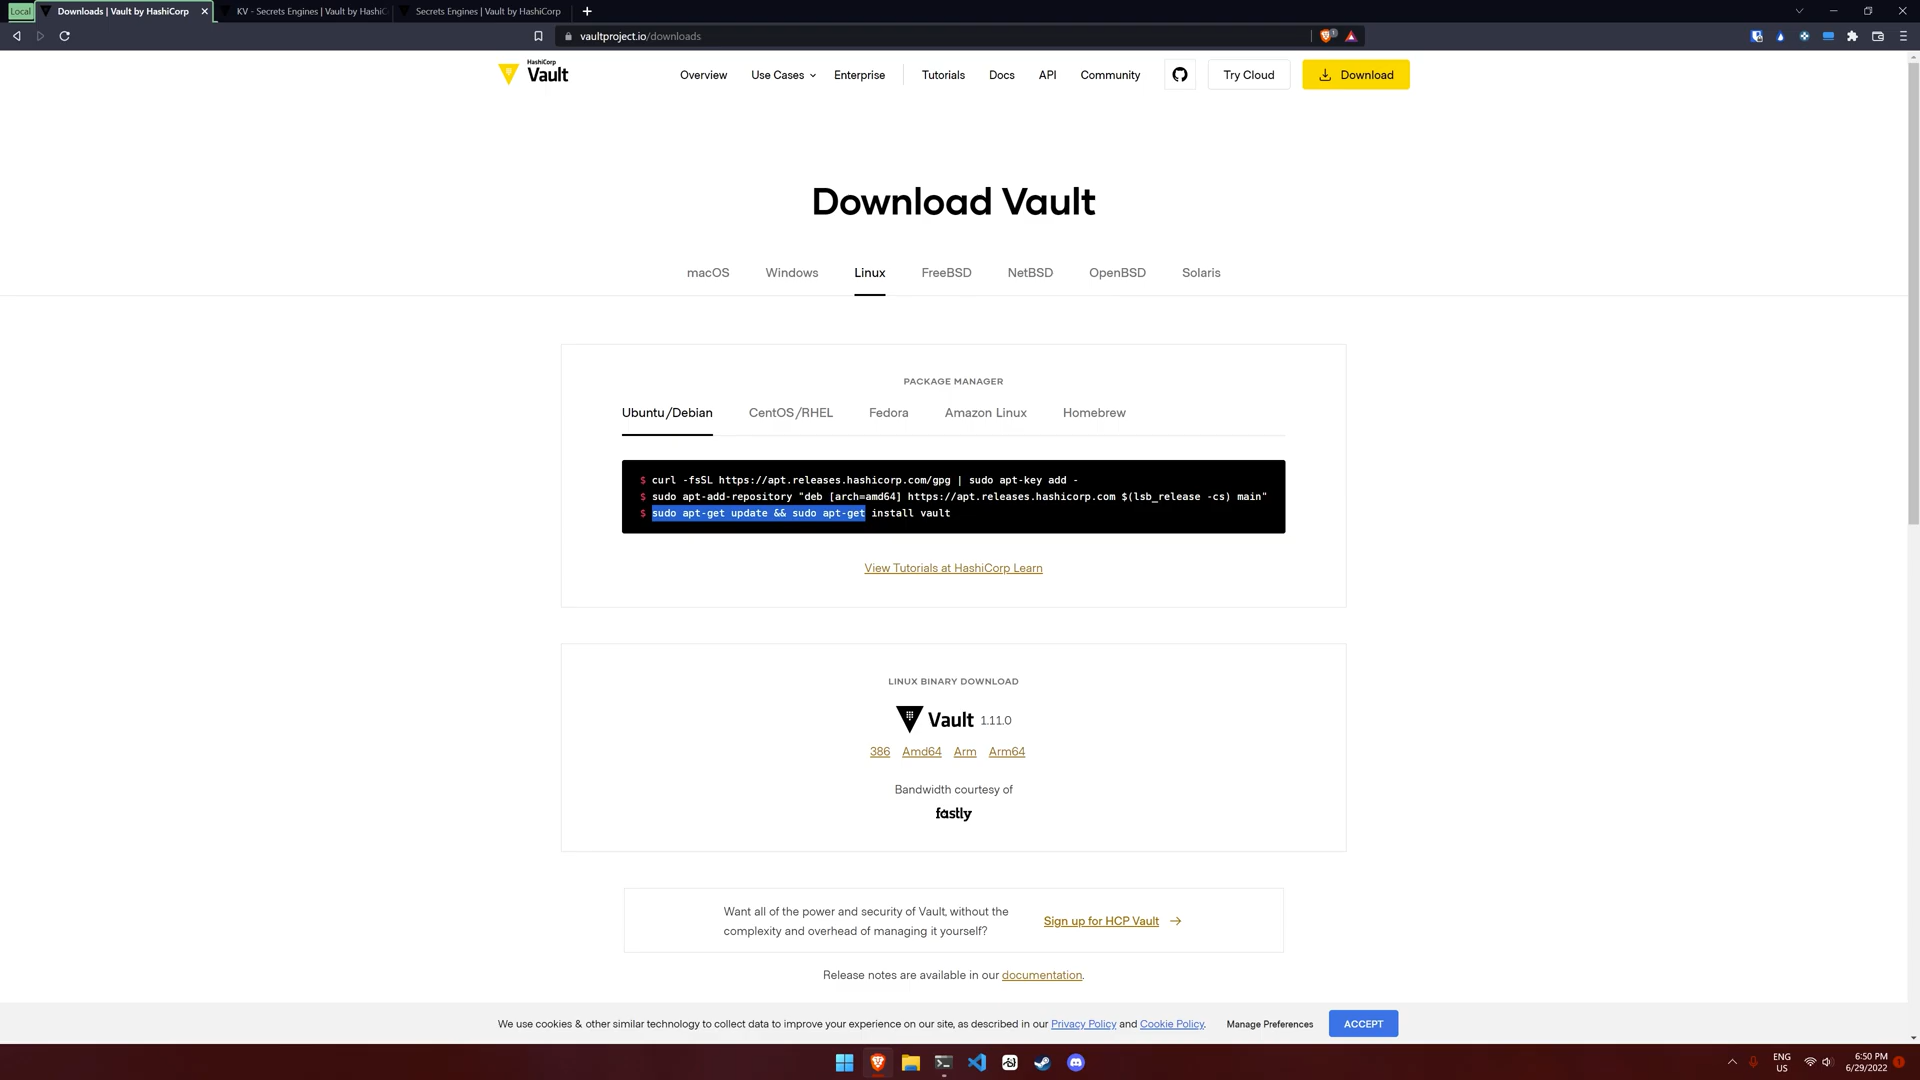 Local
Downloads | Vault by HashiCorp
KV - Secrets Engines | Vault by HashiC
Secrets Engines | Vault by HashiCorp
vaultproject.io/downloads
HashiCorp
Vault
Overview
Use Cases
Enterprise
Tutorials
Docs
API
Community
Try Cloud
Download
Download Vault
macOS
Windows
Linux
FreeBSD
NetBSD
OpenBSD
Solaris
PACKAGE MANAGER
Ubuntu/Debian
CentOS/RHEL
Fedora
Amazon Linux
Homebrew
$ curl -fsSL https://apt.releases.hashicorp.com/gpg | sudo apt-key add -
$ sudo apt-add-repository "deb [arch=amd64] https://apt.releases.hashicorp.com $(lsb_release -cs) main"
$ sudo apt-get update && sudo apt-get install vault
View Tutorials at HashiCorp Learn
LINUX BINARY DOWNLOAD
Vault 1.11.0
386 Amd64 Arm Arm64
Bandwidth courtesy of
fastly
Want all of the power and security of Vault, without the
complexity and overhead of managing it yourself?
Sign up for HCP Vault
Release notes are available in our documentation.
We use cookies & other similar technology to collect data to improve your experience on our site, as described in our Privacy Policy and Cookie Policy.
Manage Preferences
ACCEPT
ENG
US
6:50 PM
6/29/2022